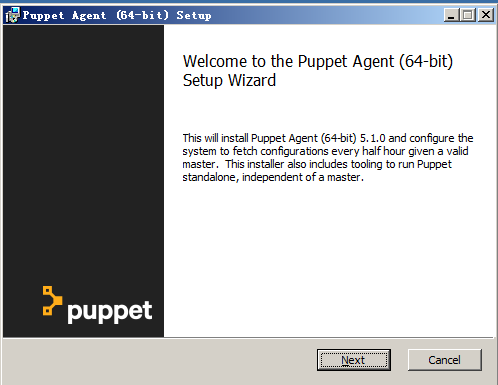 Puppet Agent (64-bit) Setup
Welcome to the Puppet Agent (64-bit)
Setup Wizard
This will install Puppet Agent (64-bit) 5.1.0 and configure the
system to fetch configurations every half hour given a valid
master. This installer also includes tooling to run Puppet
standalone, independent of a master.
puppet
Next
Cancel